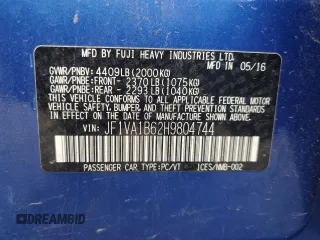 MFD BY FUJI HEAVY INDUSTRIES LTD.
GVWR/PNBV: 4409LB(2000KG) 05/16
GAWR/PNBE:FRONT- 2370LB(1075KG)
GAWR/PNBE:REAR - 2293LB(1040KG)
THIS VEHICLE CONFORMS TO ALL APPLICABLE FEDERAL MOTOR
VEHICLE SAFETY, BUMPER, AND THEFT PREVENTION STANDARDS
IN EFFECT ON THE DATE OF MANUFACTURE SHOWN ABOVE.
VIN: JF1VA1B62H9804744
PASSENGER CAR TYPE:PC/VT ICES/NMB-002
© DREAMBID